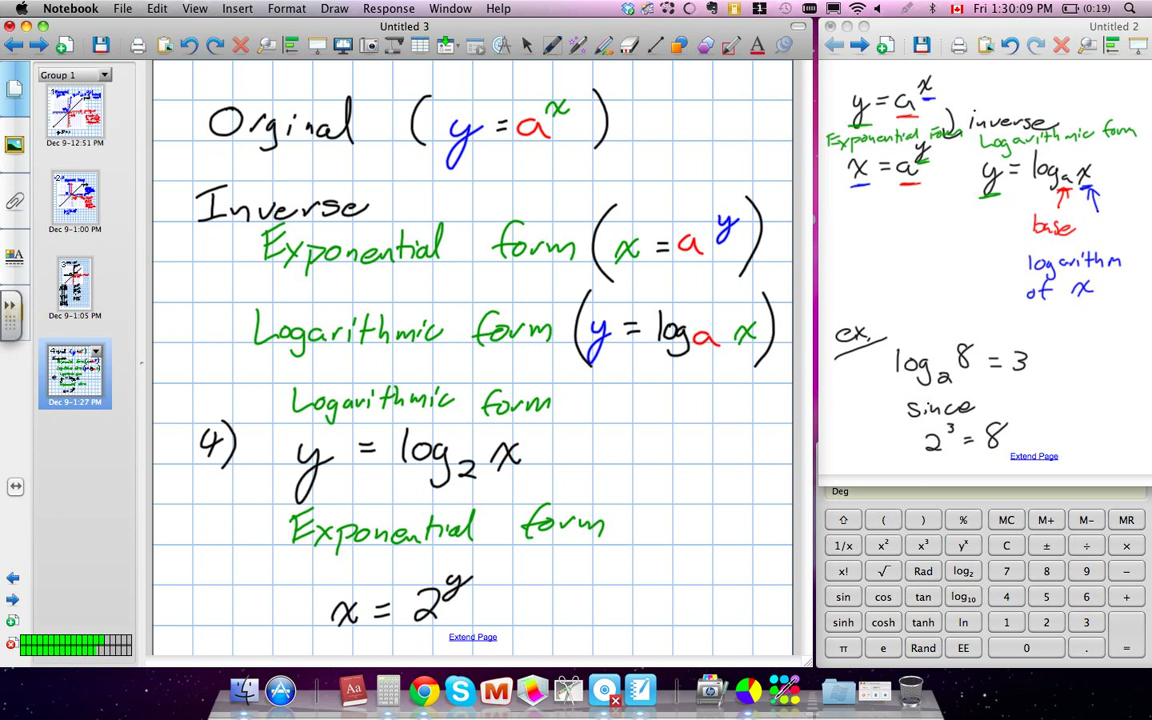 Notebook File Edit View Insert Format Draw Response Window Help
(0:19) Fri 1:30:09 PM
Untitled 3
Untitled 2
Group 1
Dec 9–12:51 PM
Dec 9–1:00 PM
Dec 9–1:05 PM
Dec 9–1:27 PM
Orginal (y = a^x)
Inverse
Exponential form (x = a^y)
Logarithmic form (y = log_a x)
Logarithmic form
4) y = log_2 x
Exponential form
x = 2^y
Extend Page
y = a^x
) inverse
Exponential Form Logarithmic form
x = a^y y = log_a x
base
logarithm
of x
ex.
log_2 8 = 3
since
2^3 = 8
Extend Page
Deg
( ) % MC M+ M− MR
1/x x² x³ yˣ C ± ÷ ×
x! √ Rad log₂ 7 8 9 −
sin cos tan log₁₀ 4 5 6 +
sinh cosh tanh ln 1 2 3
π e Rand EE 0 . =
Aa